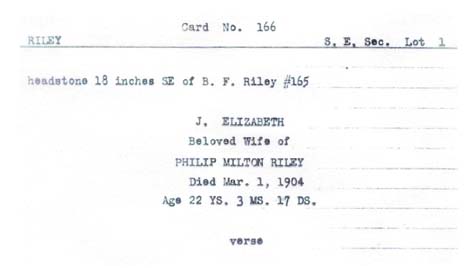 Card No. 166
RILEY S. E. Sec. Lot 1
headstone 18 inches SE of B. F. Riley #165
J. ELIZABETH
Beloved Wife of
PHILIP MILTON RILEY
Died Mar. 1, 1904
Age 22 YS. 3 MS. 17 DS.
verse